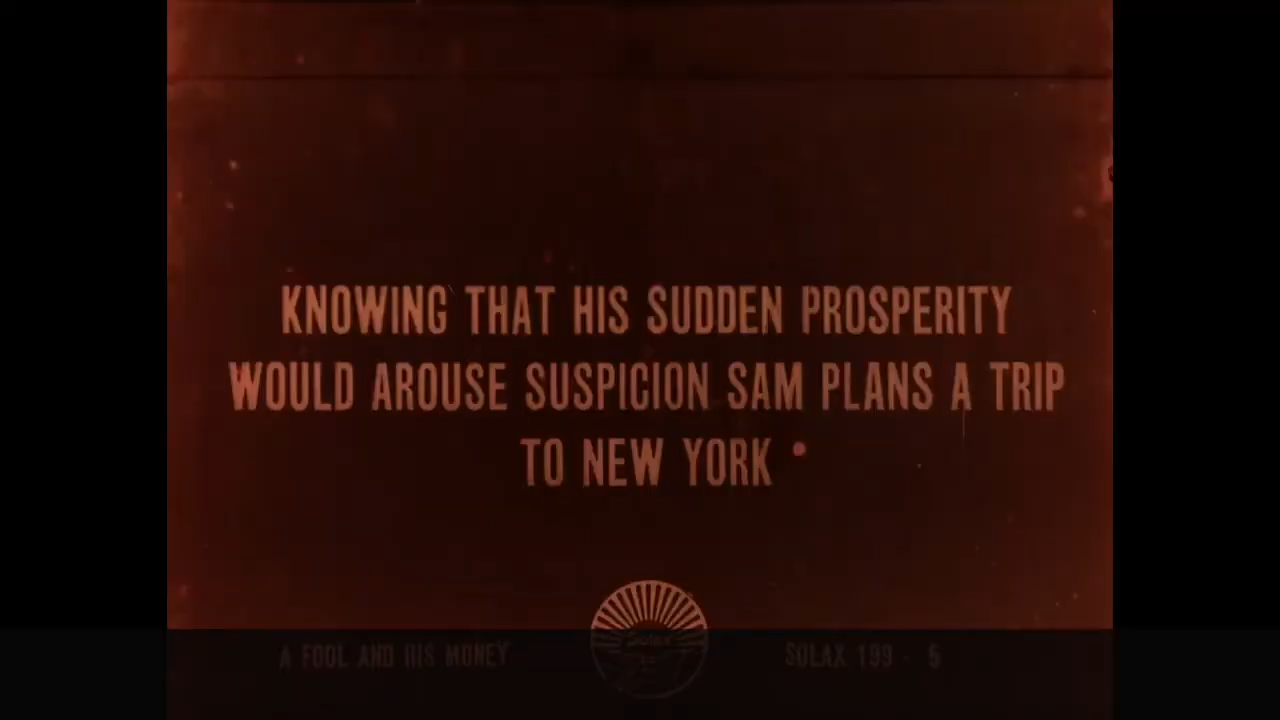 KNOWING THAT HIS SUDDEN PROSPERITY
WOULD AROUSE SUSPICION SAM PLANS A TRIP
TO NEW YORK
Solax
A FOOL AND HIS MONEY
SOLAX 199 - 5